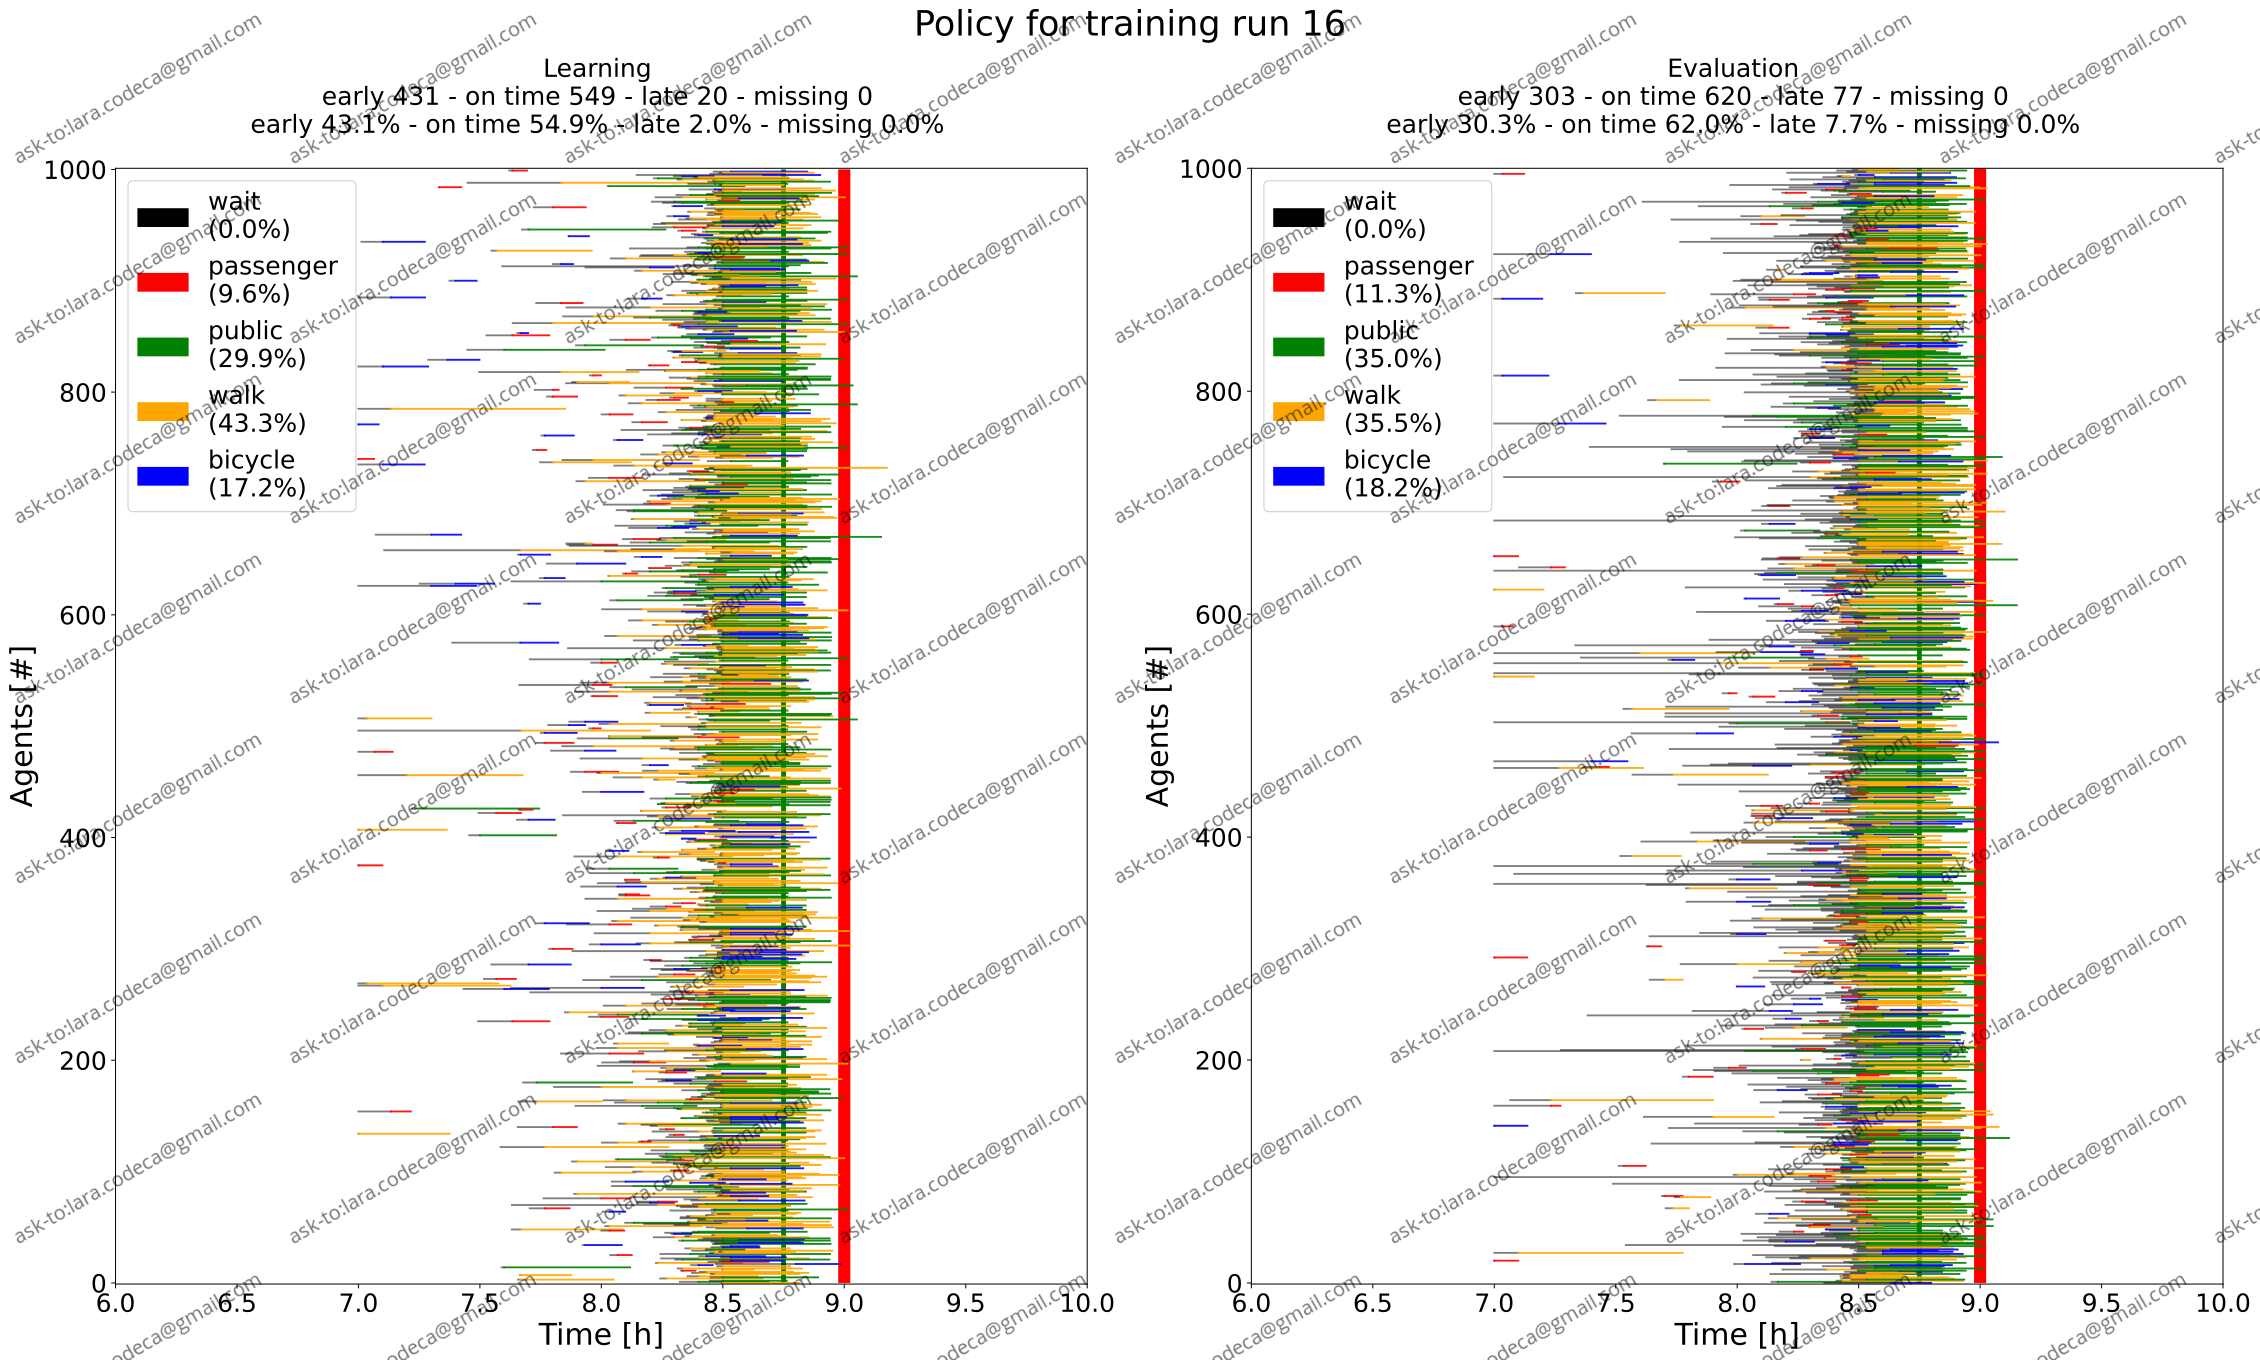 Policy for training run 16
Learning
early 431 - on time 549 - late 20 - missing 0
early 43.1% - on time 54.9% - late 2.0% - missing 0.0%
wait
(0.0%)
passenger
(9.6%)
public
(29.9%)
walk
(43.3%)
bicycle
(17.2%)
1000
800
600
400
200
0
Agents [#]
6.0 6.5 7.0 7.5 8.0 8.5 9.0 9.5 10.0
Time [h]
Evaluation
early 303 - on time 620 - late 77 - missing 0
early 30.3% - on time 62.0% - late 7.7% - missing 0.0%
wait
(0.0%)
passenger
(11.3%)
public
(35.0%)
walk
(35.5%)
bicycle
(18.2%)
1000
800
600
400
200
0
Agents [#]
6.0 6.5 7.0 7.5 8.0 8.5 9.0 9.5 10.0
Time [h]
ask-to:lara.codeca@gmail.com